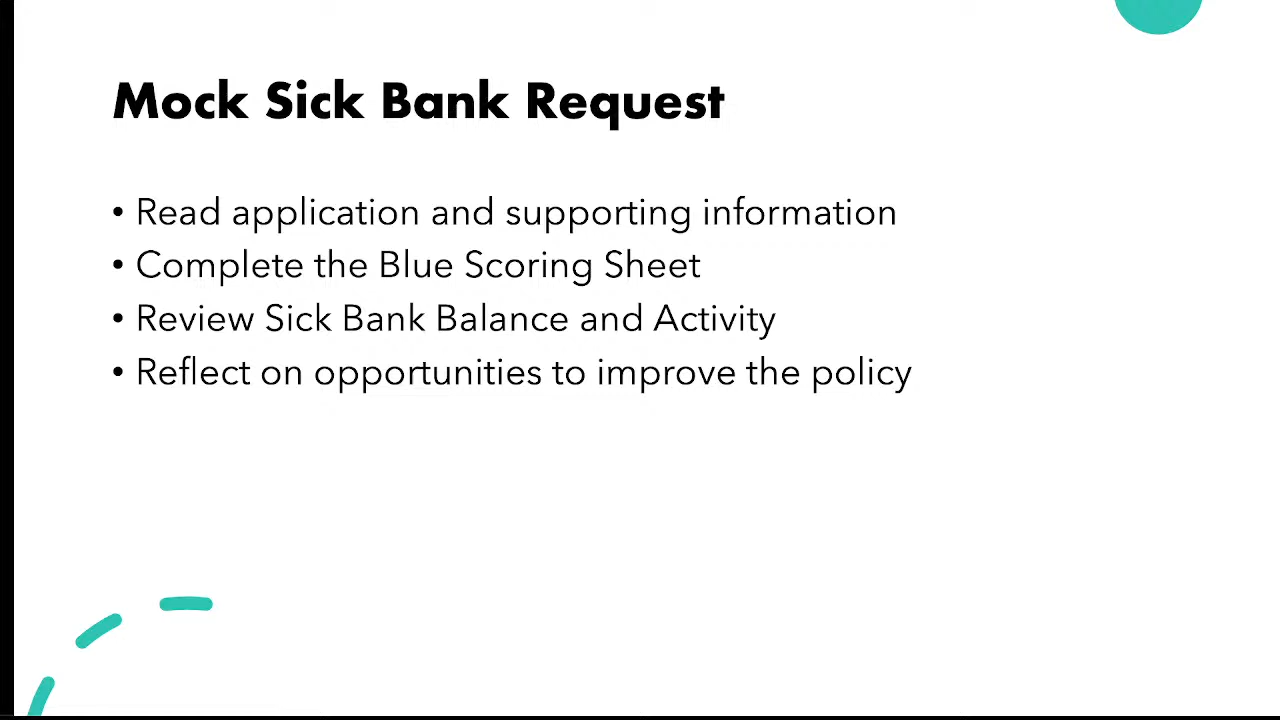 Mock Sick Bank Request
• Read application and supporting information
• Complete the Blue Scoring Sheet
• Review Sick Bank Balance and Activity
• Reflect on opportunities to improve the policy